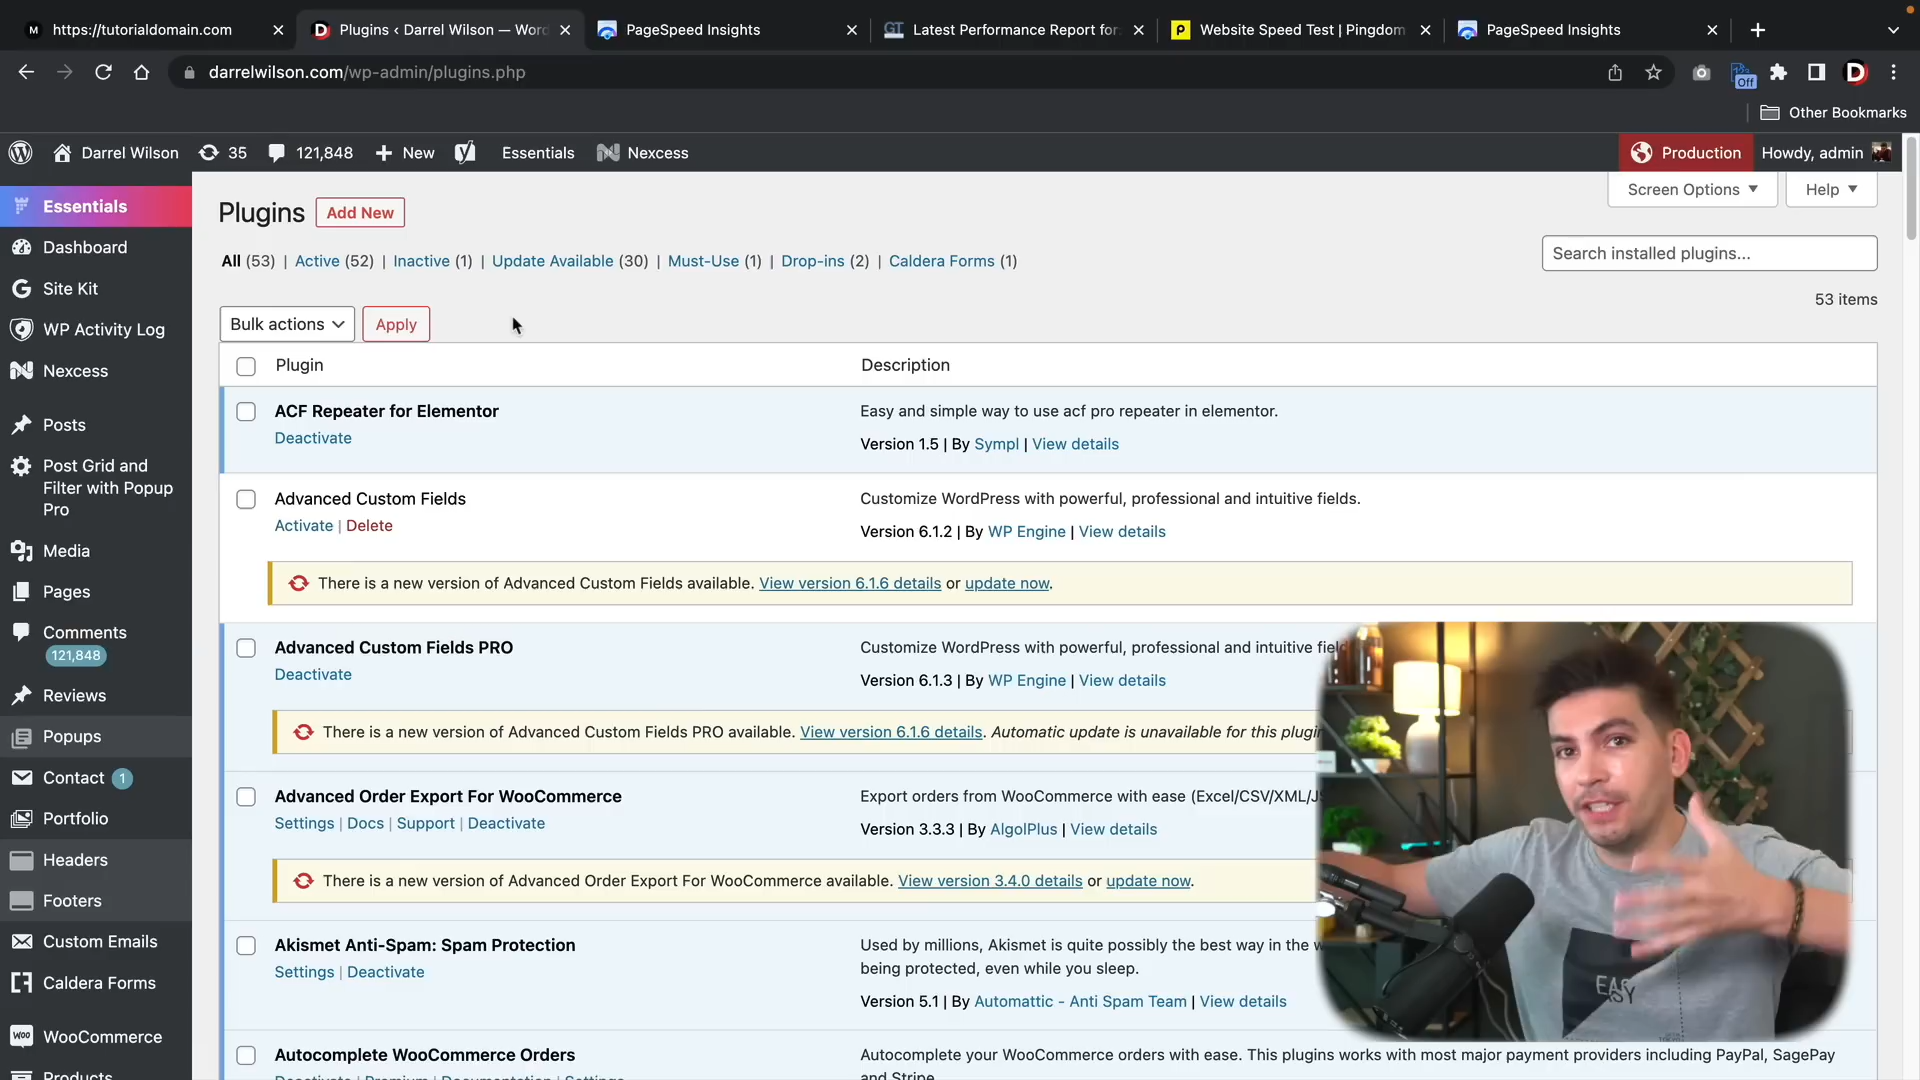 https://tutorialdomain.com
Plugins ‹ Darrel Wilson — Word
PageSpeed Insights
Latest Performance Report for
Website Speed Test | Pingdom
PageSpeed Insights
darrelwilson.com/wp-admin/plugins.php
Off
Other Bookmarks
Darrel Wilson
35
121,848
New
Essentials
Nexcess
Production
Howdy, admin
Essentials
Dashboard
Site Kit
WP Activity Log
Nexcess
Posts
Post Grid and
Filter with Popup
Pro
Media
Pages
Comments
121,848
Reviews
Popups
Contact 1
Portfolio
Headers
Footers
Custom Emails
Caldera Forms
WooCommerce
Products
Screen Options
Help
Plugins
Add New
All (53) | Active (52) | Inactive (1) | Update Available (30) | Must-Use (1) | Drop-ins (2) | Caldera Forms (1)
Search installed plugins...
53 items
Bulk actions
Apply
Plugin
Description
ACF Repeater for Elementor
Deactivate
Easy and simple way to use acf pro repeater in elementor.
Version 1.5 | By Sympl | View details
Advanced Custom Fields
Activate | Delete
Customize WordPress with powerful, professional and intuitive fields.
Version 6.1.2 | By WP Engine | View details
There is a new version of Advanced Custom Fields available. View version 6.1.6 details or update now.
Advanced Custom Fields PRO
Deactivate
Customize WordPress with powerful, professional and intuitive fiel
Version 6.1.3 | By WP Engine | View details
There is a new version of Advanced Custom Fields PRO available. View version 6.1.6 details. Automatic update is unavailable for this plugin
Advanced Order Export For WooCommerce
Settings | Docs | Support | Deactivate
Export orders from WooCommerce with ease (Excel/CSV/XML/JS
Version 3.3.3 | By AlgolPlus | View details
There is a new version of Advanced Order Export For WooCommerce available. View version 3.4.0 details or update now.
Akismet Anti-Spam: Spam Protection
Settings | Deactivate
Used by millions, Akismet is quite possibly the best way in the w
being protected, even while you sleep.
Version 5.1 | By Automattic - Anti Spam Team | View details
Autocomplete WooCommerce Orders
Deactivate | Premium | Documentation | Settings
Autocomplete your WooCommerce orders with ease. This plugins works with most major payment providers including PayPal, SagePay
and Stripe
EASY